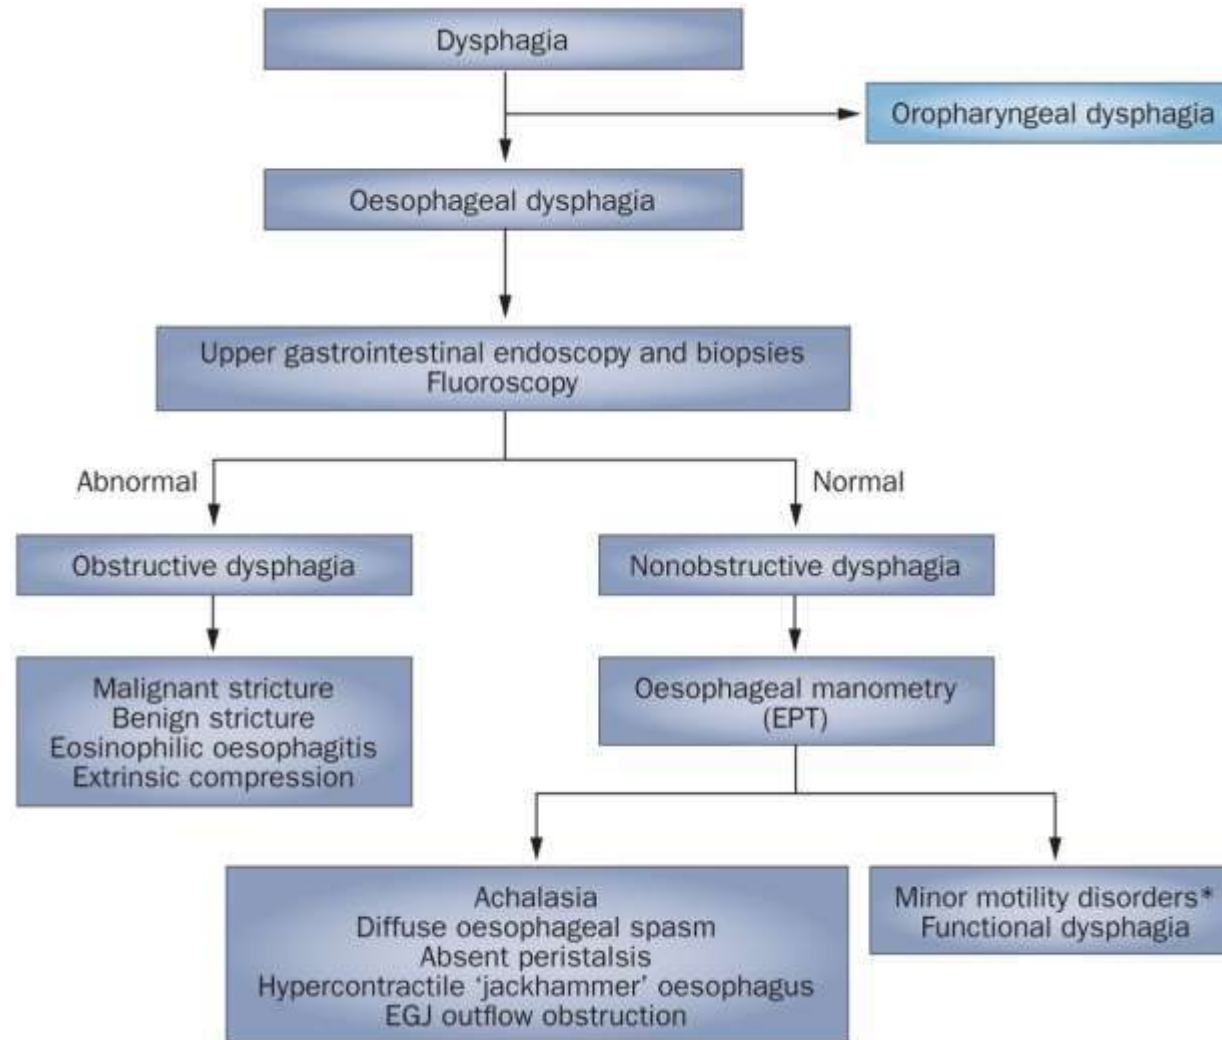 Dysphagia
Oropharyngeal dysphagia
Oesophageal dysphagia
Upper gastrointestinal endoscopy and biopsies
Fluoroscopy
Abnormal
Normal
Obstructive dysphagia
Nonobstructive dysphagia
Malignant stricture
Benign stricture
Eosinophilic oesophagitis
Extrinsic compression
Oesophageal manometry
(EPT)
Achalasia
Diffuse oesophageal spasm
Absent peristalsis
Hypercontractile ‘jackhammer’ oesophagus
EGJ outflow obstruction
Minor motility disorders*
Functional dysphagia